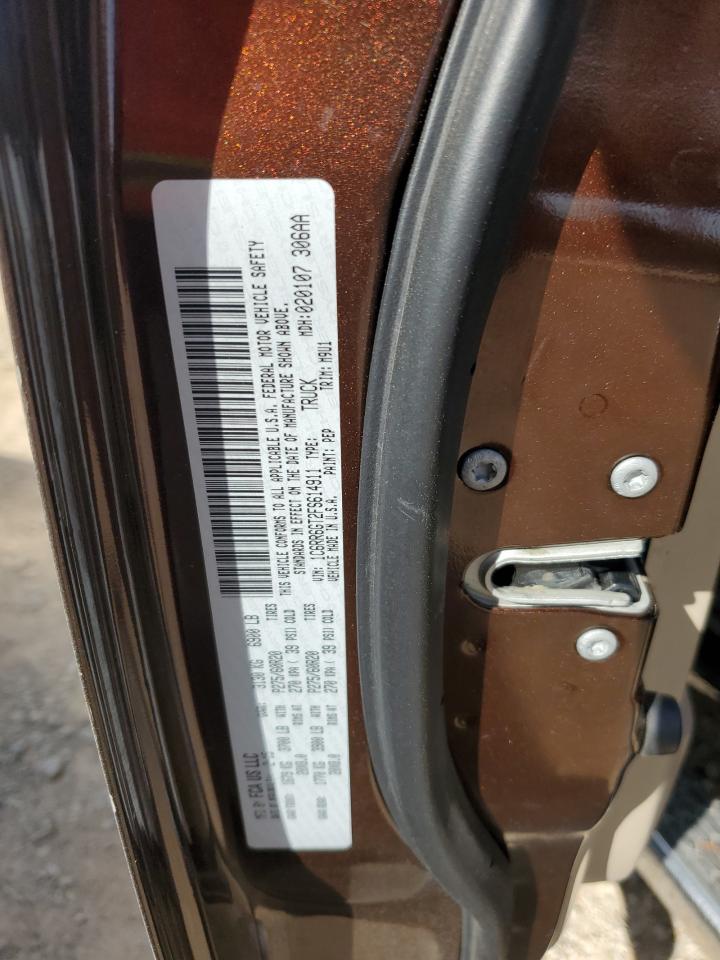 MFD BY FCA US LLC
GVWR: 3130 KG 6900 LB
GAWR FRONT: 1679 KG 3700 LB WITH P275/60R20 TIRES
20X8.0 RIMS AT 270 KPA ( 39 PSI) COLD
GAWR REAR: 1770 KG 3900 LB WITH P275/60R20 TIRES
20X8.0 RIMS AT 270 KPA ( 39 PSI) COLD
THIS VEHICLE CONFORMS TO ALL APPLICABLE U.S.A. FEDERAL MOTOR VEHICLE SAFETY
STANDARDS IN EFFECT ON THE DATE OF MANUFACTURE SHOWN ABOVE.
VIN: 1C6RR6GT2FS614911 TYPE: TRUCK MDH:020107 306AA
VEHICLE MADE IN U.S.A. PAINT: PEP TRIM: M9U1